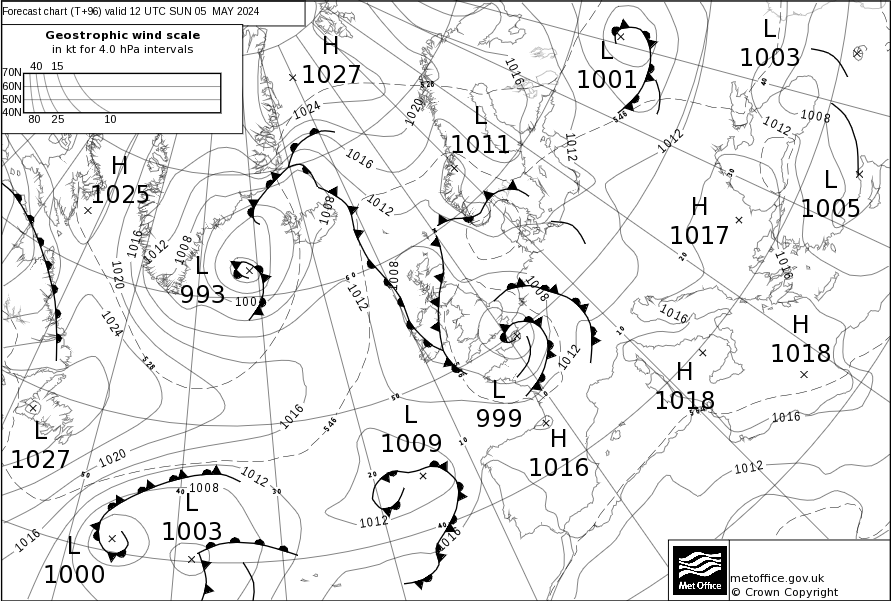 Forecast chart (T+96) valid 12 UTC SUN 05 MAY 2024
Geostrophic wind scale
in kt for 4.0 hPa intervals
40 15
70N
60N
50N
40N
80 25 10
H
1027
L
1001
L
1003
L
1011
H
1025
L
1005
H
1017
L
993
H
1018
H
1018
L
999
L
1009
H
1016
L
1027
L
1003
L
1000
1024
1020
1016
528
546
1012
1012
1012
1008
1016
1012
1008
1016
1012
1008
1020
1024
528
1008
1012
1008
1012
1016
1016
1016
1012
1016
546
1020
1012
1008
1016
1012
1016
40
30
20
10
60
50
10
20
40
50
40
30
Met Office
metoffice.gov.uk
© Crown Copyright